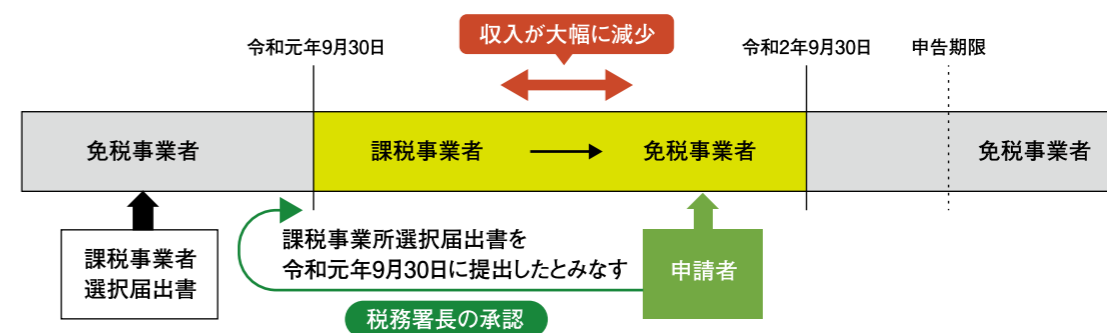 収入が大幅に減少
令和元年9月30日
令和2年9月30日
申告期限
免税事業者
課税事業者
免税事業者
免税事業者
課税事業者
選択届出書
課税事業所選択届出書を
令和元年9月30日に提出したとみなす
申請者
税務署長の承認